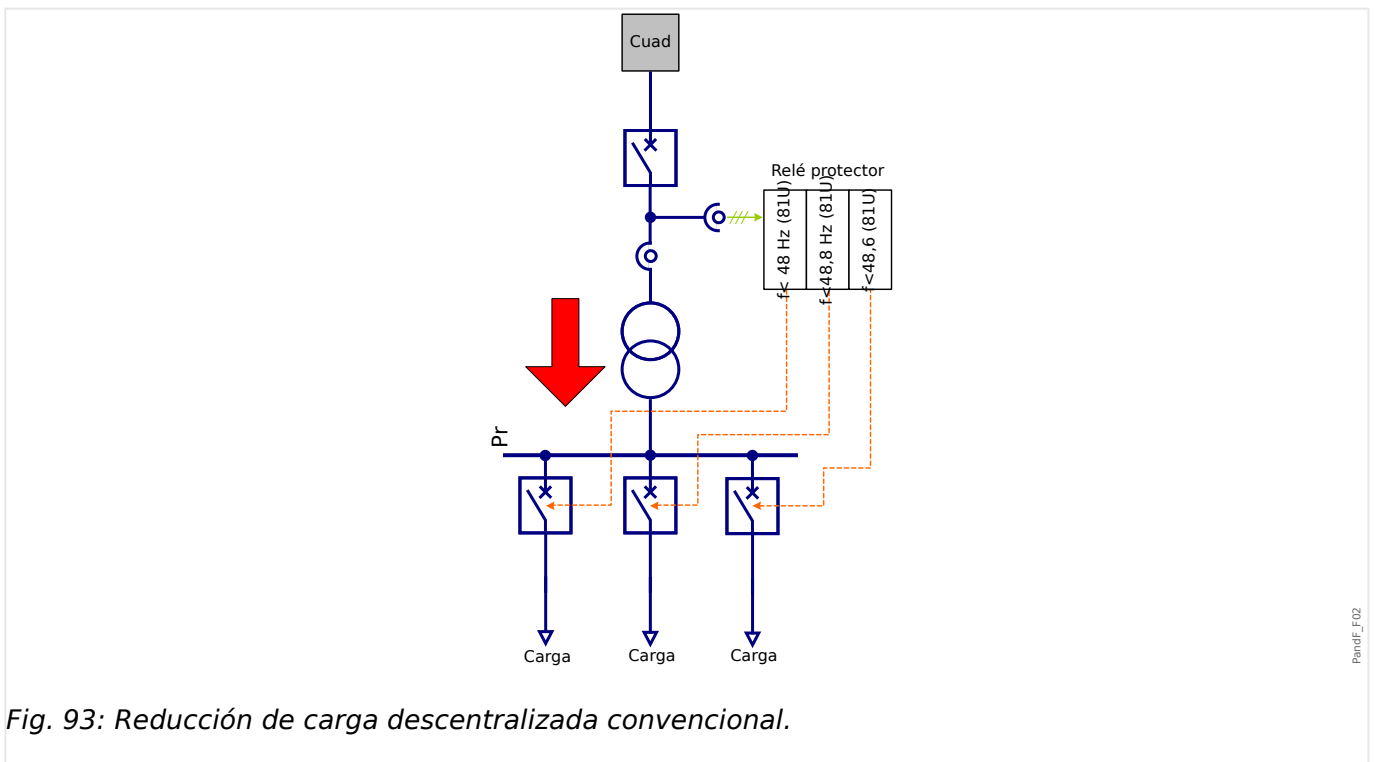 Cuad
Relé protector
f< 48 Hz (81U)
f<48,8 Hz (81U)
f<48,6 (81U)
Pr
Carga
Carga
Carga
PandF_F02
Fig. 93: Reducción de carga descentralizada convencional.